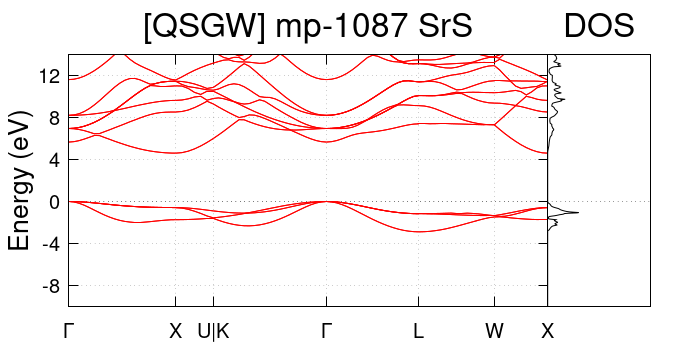 [QSGW] mp-1087 SrS DOS
Energy (eV)
12
8
4
0
-4
-8
Γ X U|K Γ L W X